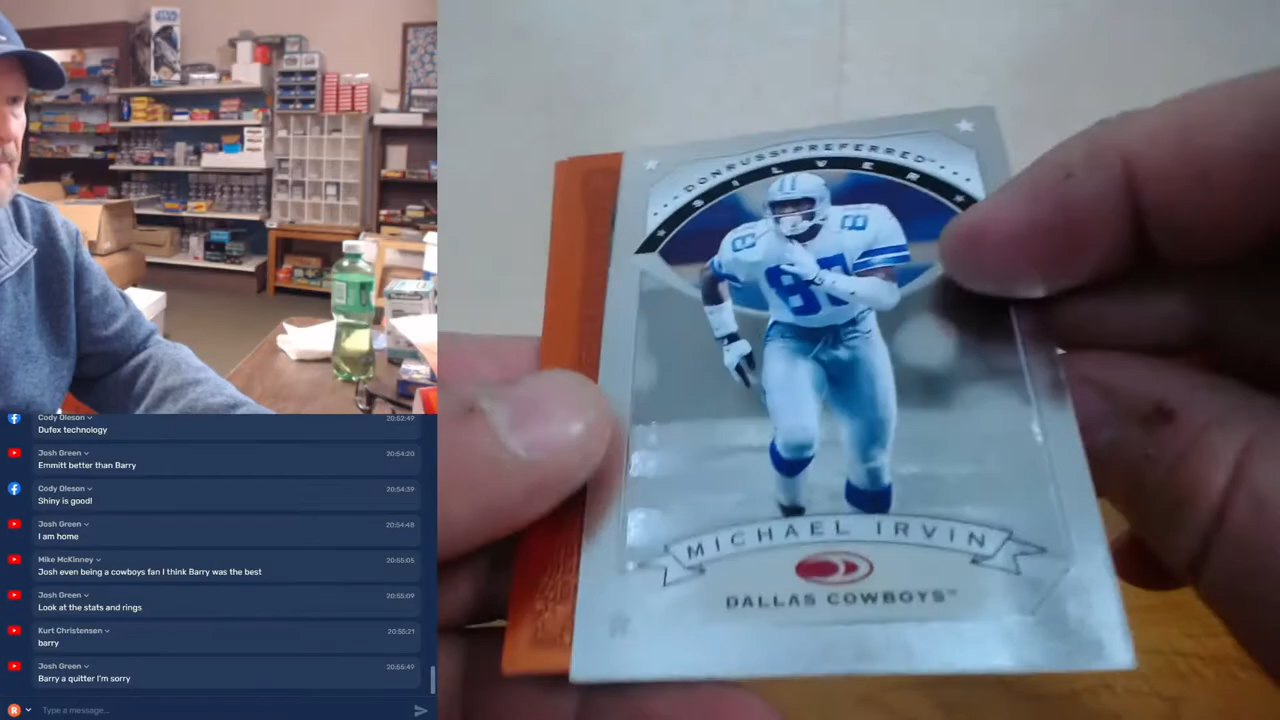 Cody Oleson
20:52:49
Dufex technology
Josh Green
20:54:20
Emmitt better than Barry
Cody Oleson
20:54:39
Shiny is good!
Josh Green
20:54:48
I am home
Mike McKinney
20:55:05
Josh even being a cowboys fan I think Barry was the best
Josh Green
20:55:09
Look at the stats and rings
Kurt Christensen
20:55:21
barry
Josh Green
20:55:49
Barry a quitter I'm sorry
R
Type a message...
DONRUSS PREFERRED™
SILVER
88
88
MICHAEL IRVIN
DALLAS COWBOYS™